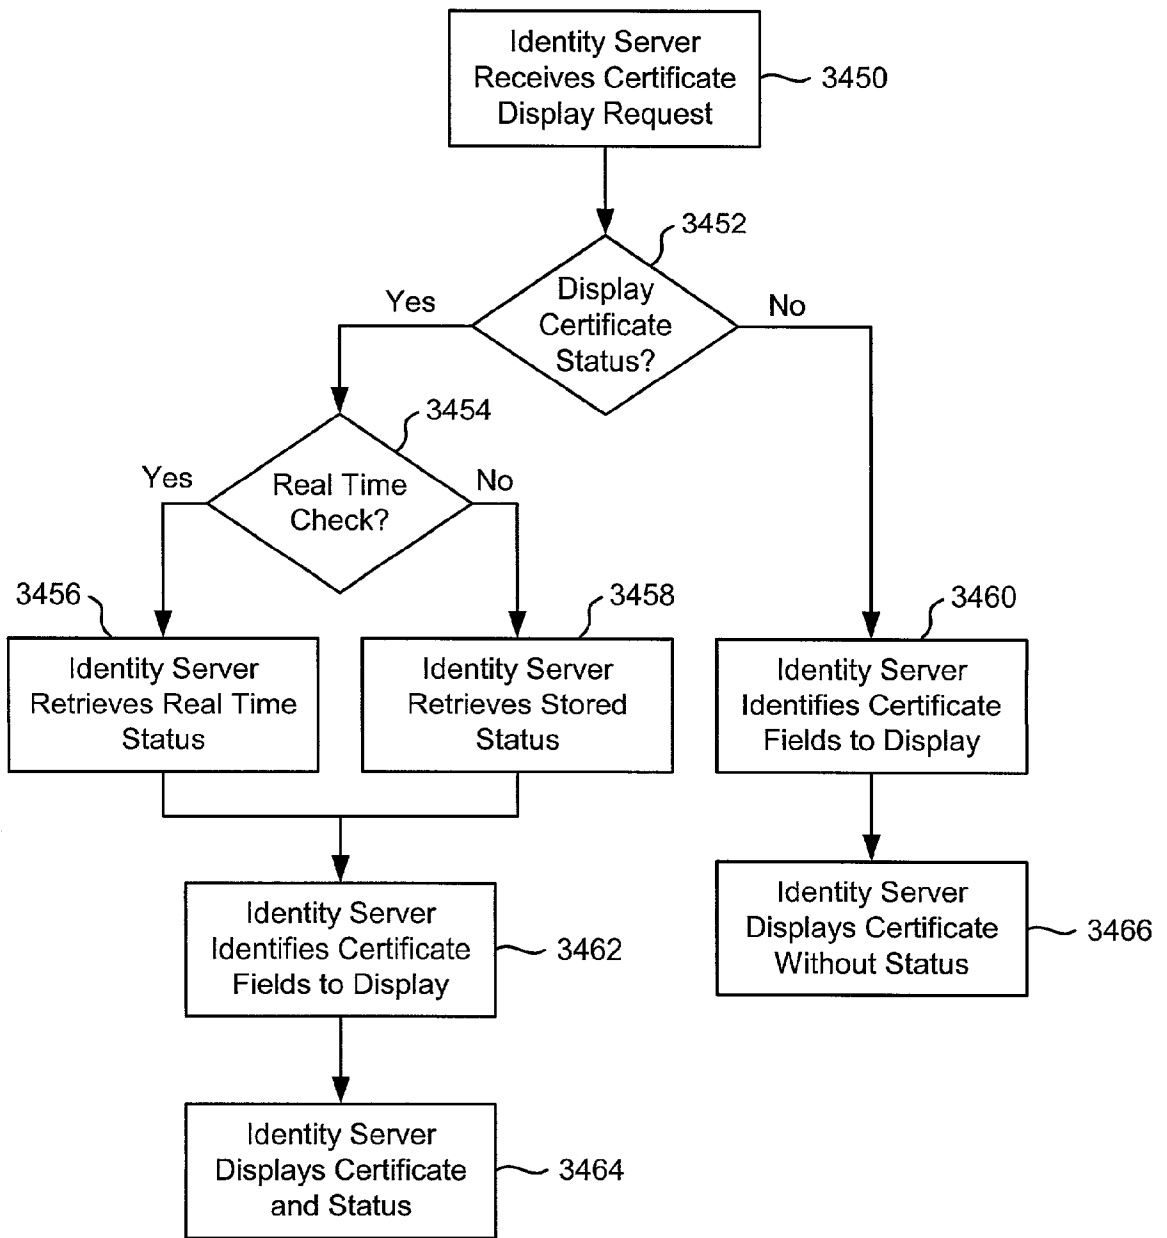 Identity Server
Receives Certificate
Display Request
3450
3452
Display
Certificate
Status?
Yes
No
3454
Real Time
Check?
Yes
No
3456
Identity Server
Retrieves Real Time
Status
3458
Identity Server
Retrieves Stored
Status
3460
Identity Server
Identifies Certificate
Fields to Display
Identity Server
Identifies Certificate
Fields to Display
3462
Identity Server
Displays Certificate
Without Status
3466
Identity Server
Displays Certificate
and Status
3464